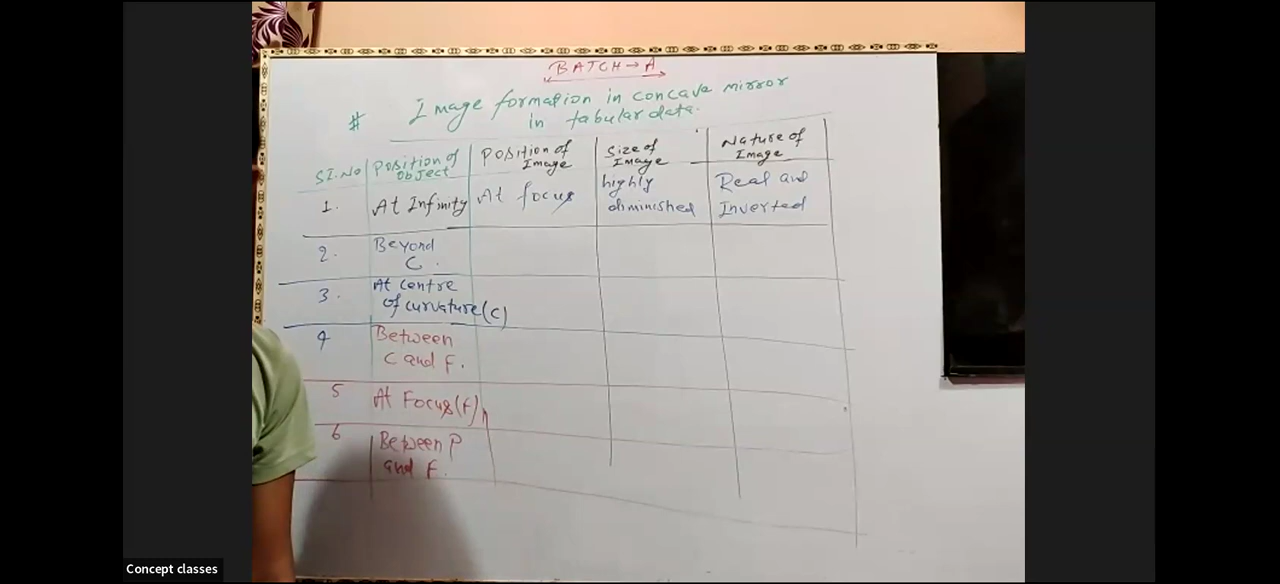 BATCH → A
# Image formation in concave mirror
in tabular data.
SI.No Position of Object Position of Image Size of Image Nature of Image
1. At Infinity At focus highly diminished Real and Inverted
2. Beyond C.
3. At centre of curvature (C)
4 Between C and F.
5 At Focus (F)
6 Between P and F.
Concept classes